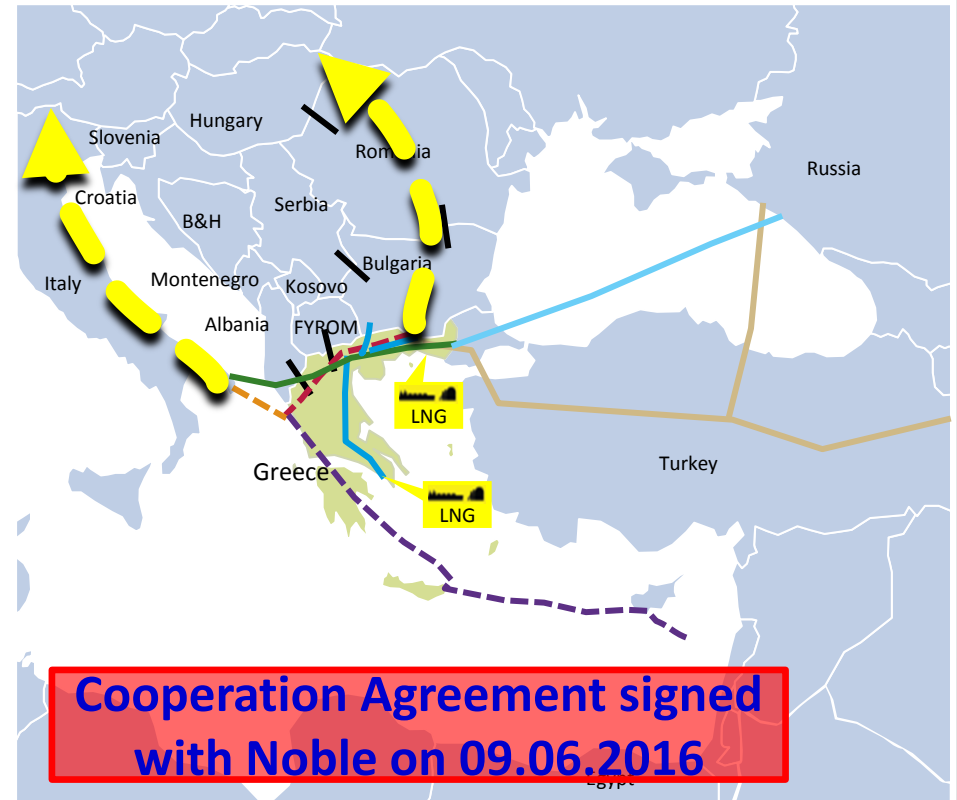 Hungary
Slovenia
Romania
Russia
Croatia
Serbia
B&H
Bulgaria
Italy
Montenegro
Kosovo
Albania
FYROM
LNG
Turkey
Greece
LNG
Cooperation Agreement signed
with Noble on 09.06.2016
Egypt